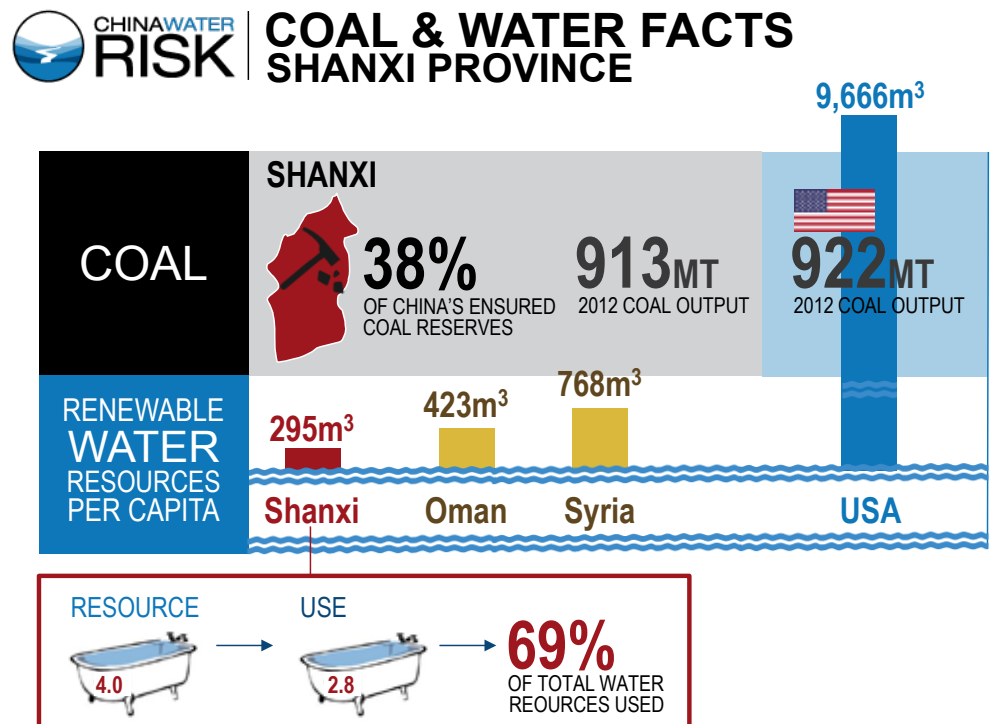 CHINAWATER
RISK
COAL & WATER FACTS
SHANXI PROVINCE
9,666m³
SHANXI
COAL
38%
OF CHINA'S ENSURED
COAL RESERVES
913MT
2012 COAL OUTPUT
922MT
2012 COAL OUTPUT
RENEWABLE
WATER
RESOURCES
PER CAPITA
295m³
423m³
768m³
Shanxi
Oman
Syria
USA
RESOURCE
USE
4.0
2.8
69%
OF TOTAL WATER
REOURCES USED